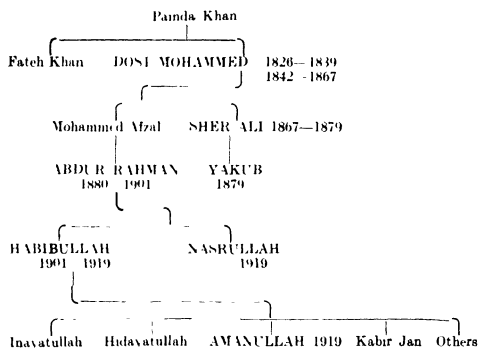 Painda Khan
Fateh Khan DOST MOHAMMED 1826—1839
1842 -1867
Mohammed Afzal SHER ALI 1867—1879
ABDUR RAHMAN YAKUB
1880 1901 1879
HABIBULLAH NASRULLAH
1901 1919 1919
Inayatullah Hidayatullah AMANULLAH 1919 Kabir Jan Others